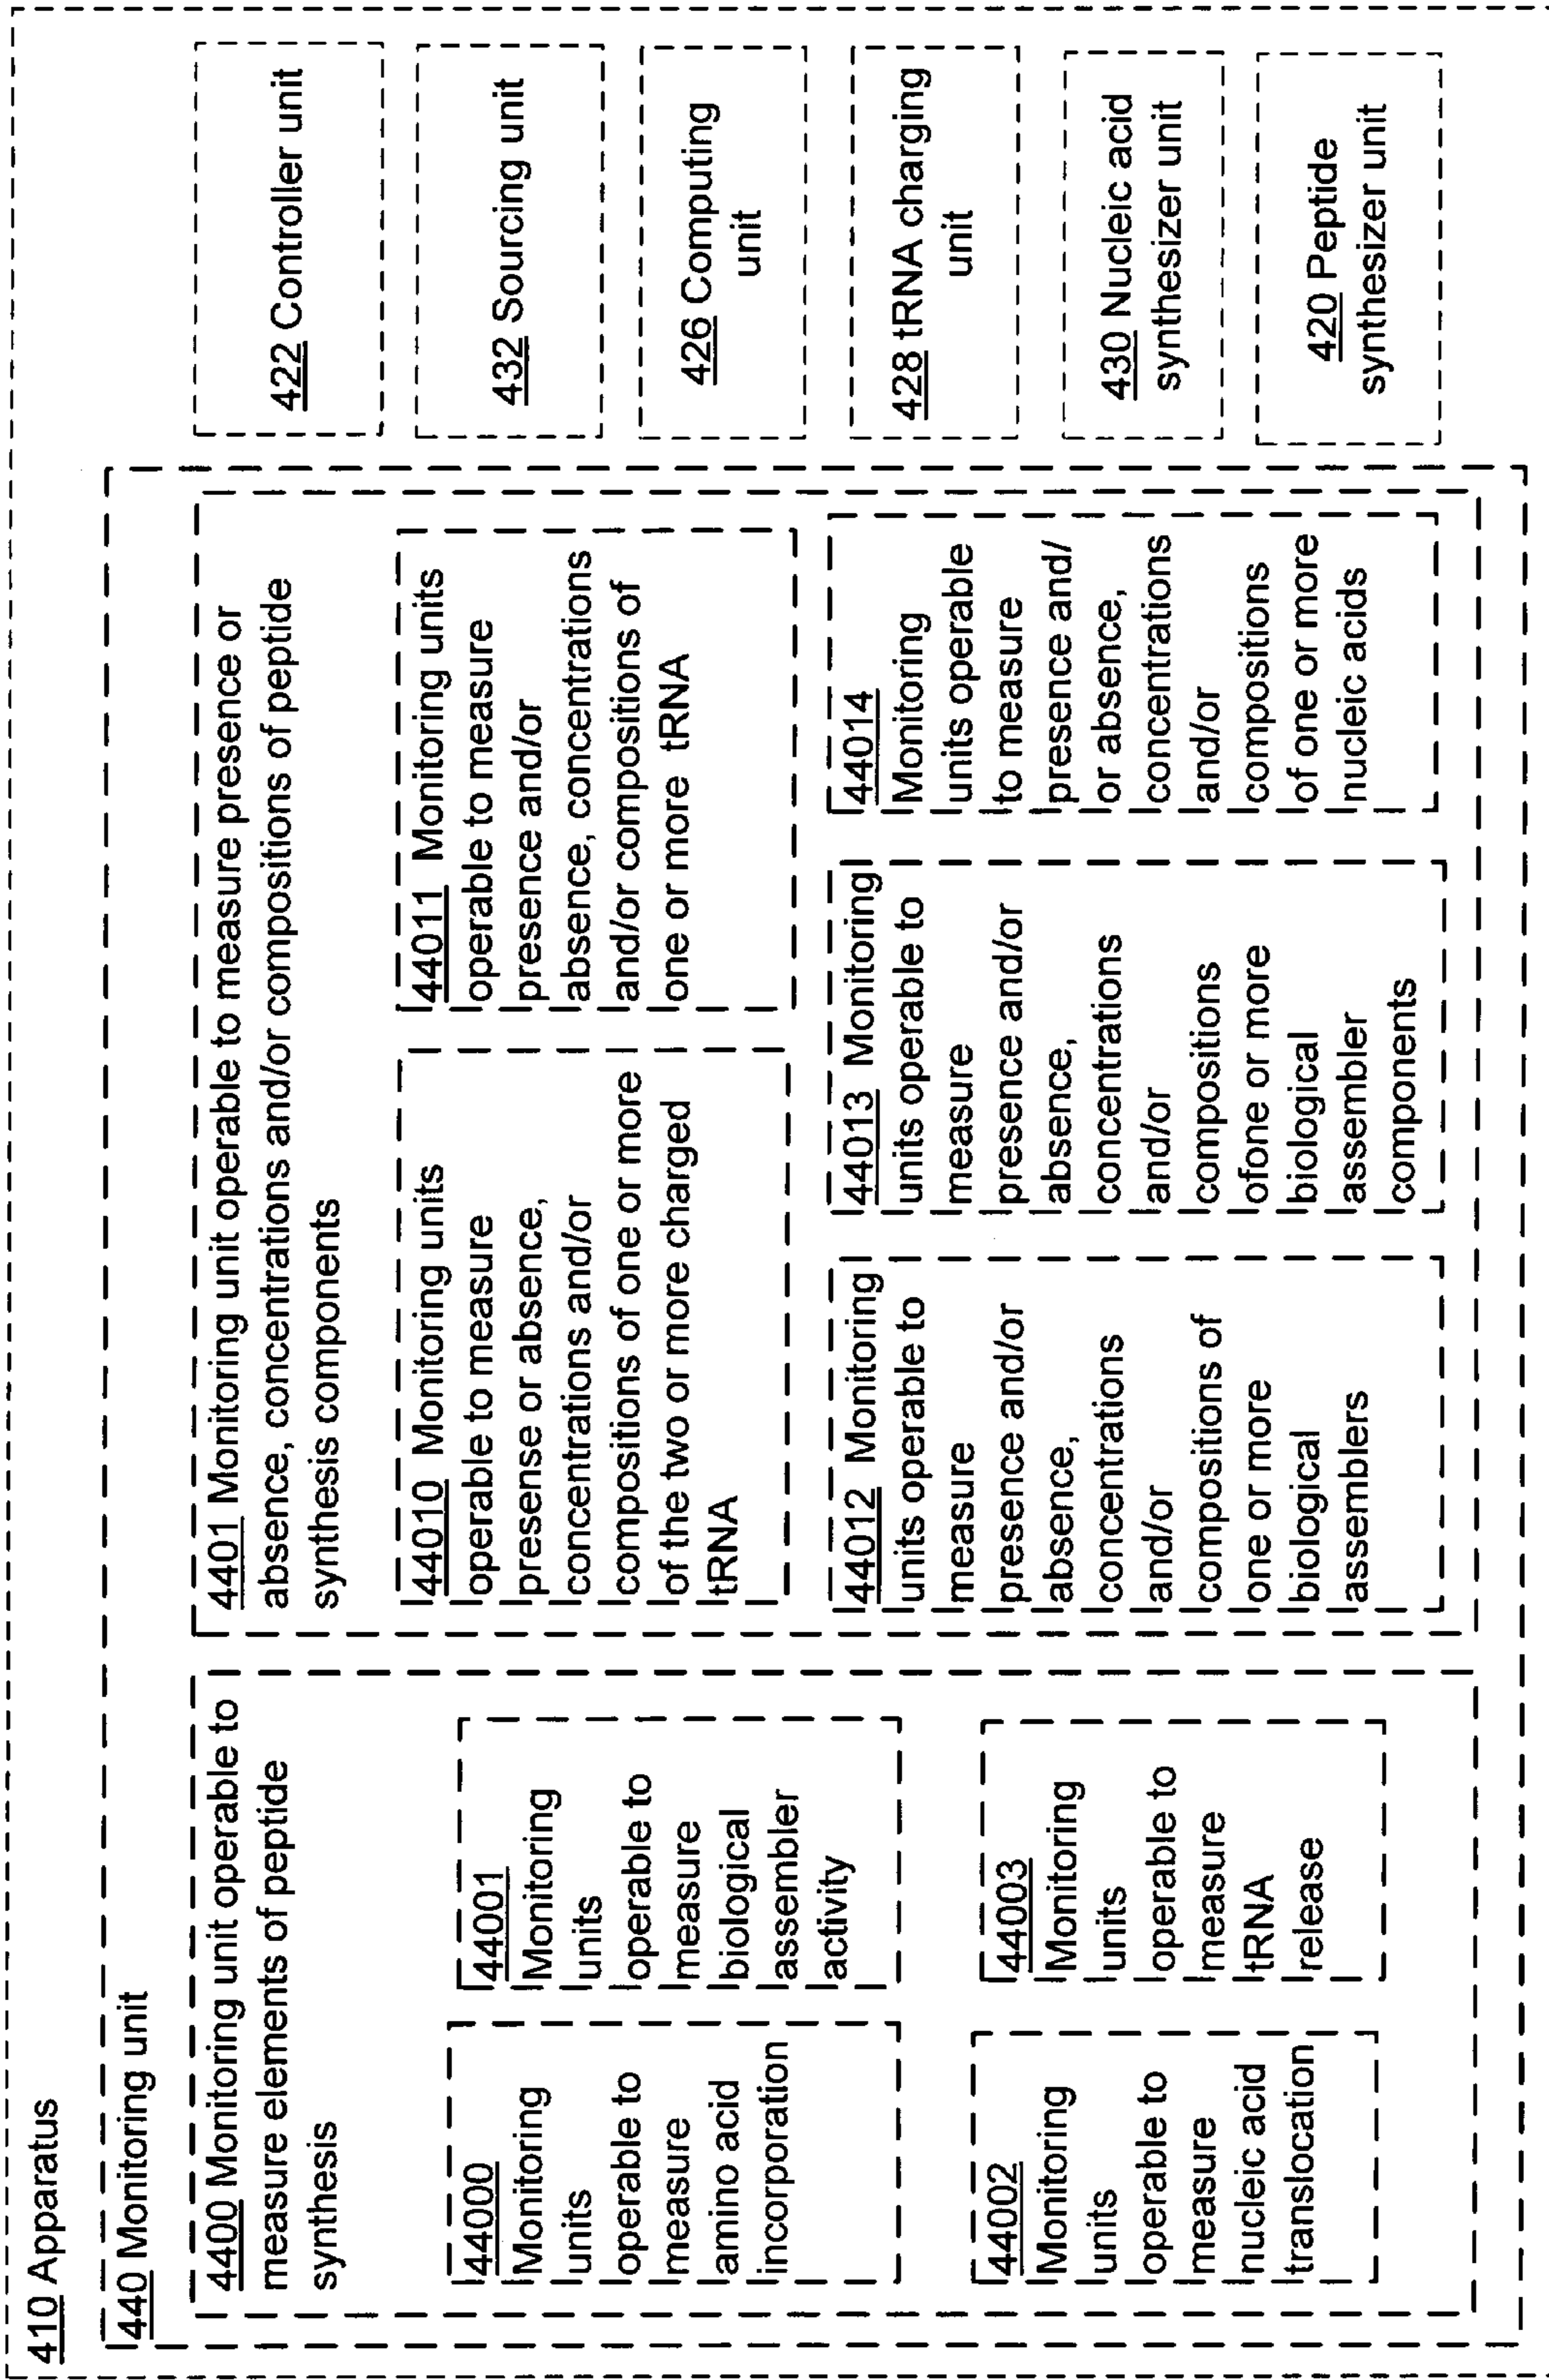 410 Apparatus
440 Monitoring unit
4400 Monitoring unit operable to
measure elements of peptide
synthesis
44000
Monitoring
units
operable to
measure
amino acid
incorporation
44001
Monitoring
units
operable to
measure
biological
assembler
activity
44002
Monitoring
units
operable to
measure
nucleic acid
translocation
44003
Monitoring
units
operable to
measure
tRNA
release
4401 Monitoring unit operable to measure presence or
absence, concentrations and/or compositions of peptide
synthesis components
44010 Monitoring units
operable to measure
presense or absence,
concentrations and/or
compositions of one or more
of the two or more charged
tRNA
44011 Monitoring units
operable to measure
presence and/or
absence, concentrations
and/or compositions of
one or more tRNA
44012 Monitoring
units operable to
measure
presence and/or
absence,
concentrations
and/or
compositions of
one or more
biological
assemblers
44013 Monitoring
units operable to
measure
presence and/or
absence,
concentrations
and/or
compositions
ofone or more
biological
assembler
components
44014
Monitoring
units operable
to measure
presence and/
or absence,
concentrations
and/or
compositions
of one or more
nucleic acids
422 Controller unit
432 Sourcing unit
426 Computing
unit
428 tRNA charging
unit
430 Nucleic acid
synthesizer unit
420 Peptide
synthesizer unit